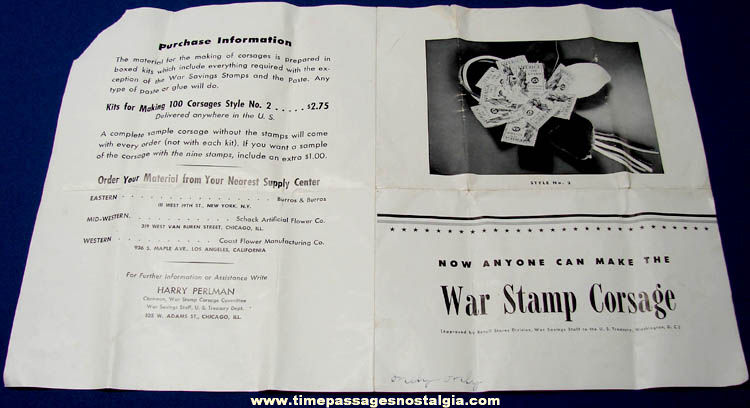 Purchase Information
The material for the making of corsages is prepared in
boxed kits which include everything required with the ex-
ception of the War Savings Stamps and the Paste. Any
type of paste or glue will do.
Kits for Making 100 Corsages Style No. 2 . . . . . $2.75
Delivered anywhere in the U. S.
A complete sample corsage without the stamps will come
with every order (not with each kit). If you want a sample
of the corsage with the nine stamps, include an extra $1.00.
Order Your Material from Your Nearest Supply Center
EASTERN . . . . . . . . . . . . . . . . . . Burros & Burros
111 WEST 19TH ST., NEW YORK, N.Y.
MID-WESTERN . . . . . . . . . . . Schack Artificial Flower Co.
319 WEST VAN BUREN STREET, CHICAGO, ILL.
WESTERN . . . . . . . . . . . Coast Flower Manufacturing Co.
936 S. MAPLE AVE., LOS ANGELES, CALIFORNIA
For Further Information or Assistance Write
HARRY PERLMAN
Chairman, War Stamp Corsage Committee
War Savings Staff, U. S. Treasury Dept.
325 W. ADAMS ST., CHICAGO, ILL.
STYLE No. 2
NOW ANYONE CAN MAKE THE
War Stamp Corsage
(Approved by Retail Stores Division, War Savings Staff to the U. S. Treasury, Washington, D. C.)
www.timepassagesnostalgia.com